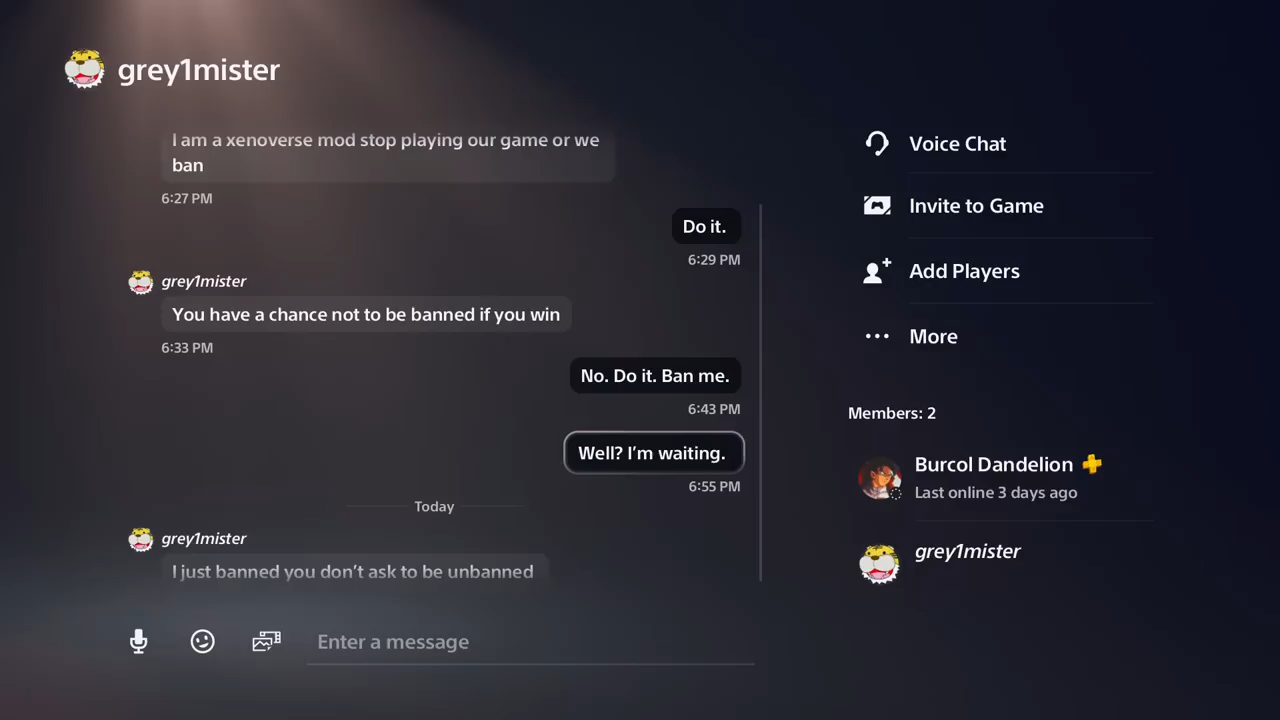 grey1mister
I am a xenoverse mod stop playing our game or we
ban
6:27 PM
Do it.
6:29 PM
grey1mister
You have a chance not to be banned if you win
6:33 PM
No. Do it. Ban me.
6:43 PM
Well? I'm waiting.
6:55 PM
Today
grey1mister
I just banned you don't ask to be unbanned
Enter a message
Voice Chat
Invite to Game
Add Players
More
Members: 2
Burcol Dandelion
Last online 3 days ago
grey1mister